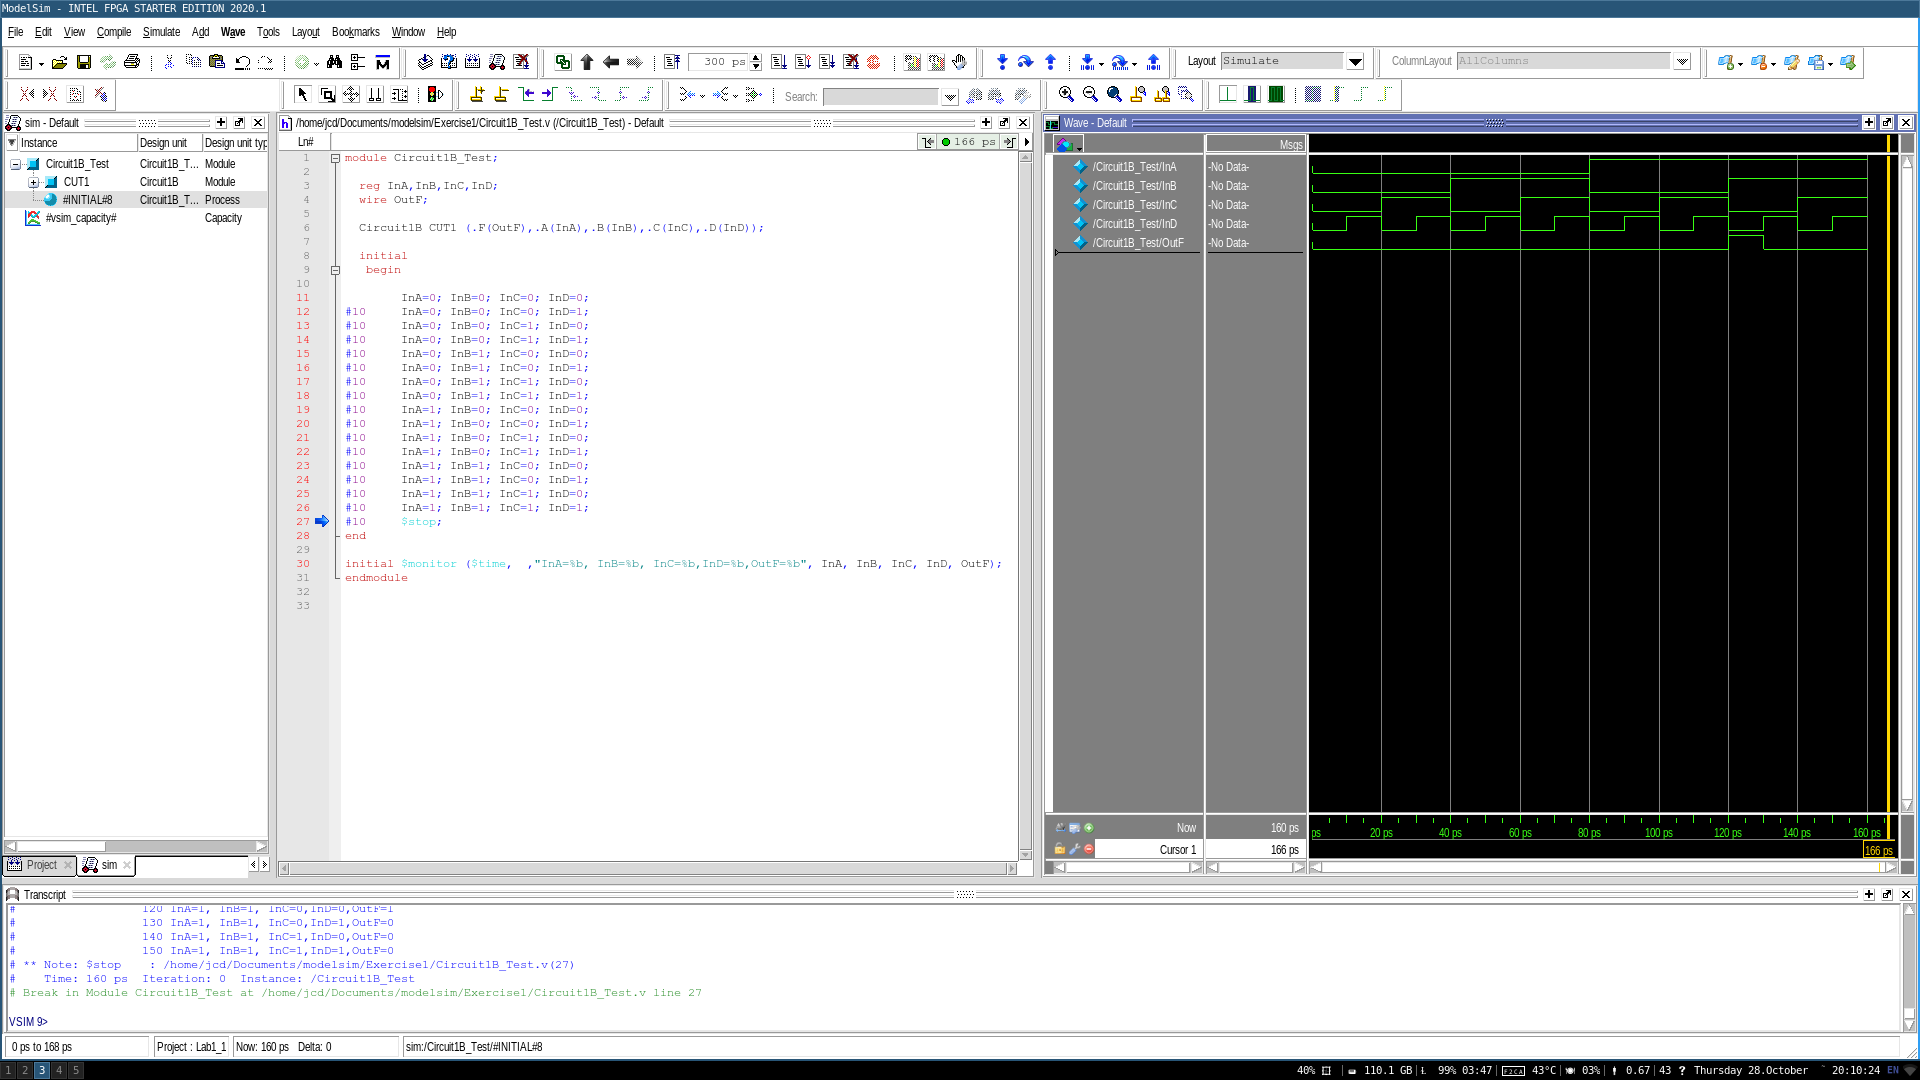 ModelSim - INTEL FPGA STARTER EDITION 2020.1
File Edit View Compile Simulate Add Wave Tools Layout Bookmarks Window Help
300 ps
Layout Simulate
ColumnLayout AllColumns
Search:
sim - Default
Instance Design unit Design unit typ
Circuit1B_Test Circuit1B_T... Module
CUT1 Circuit1B Module
#INITIAL#8 Circuit1B_T... Process
#vsim_capacity# Capacity
Project sim
/home/jcd/Documents/modelsim/Exercise1/Circuit1B_Test.v (/Circuit1B_Test) - Default
Ln# 166 ps
1 module Circuit1B_Test;
2
3 reg InA,InB,InC,InD;
4 wire OutF;
5
6 Circuit1B CUT1 (.F(OutF),.A(InA),.B(InB),.C(InC),.D(InD));
7
8 initial
9 begin
10
11 InA=0; InB=0; InC=0; InD=0;
12 #10 InA=0; InB=0; InC=0; InD=1;
13 #10 InA=0; InB=0; InC=1; InD=0;
14 #10 InA=0; InB=0; InC=1; InD=1;
15 #10 InA=0; InB=1; InC=0; InD=0;
16 #10 InA=0; InB=1; InC=0; InD=1;
17 #10 InA=0; InB=1; InC=1; InD=0;
18 #10 InA=0; InB=1; InC=1; InD=1;
19 #10 InA=1; InB=0; InC=0; InD=0;
20 #10 InA=1; InB=0; InC=0; InD=1;
21 #10 InA=1; InB=0; InC=1; InD=0;
22 #10 InA=1; InB=0; InC=1; InD=1;
23 #10 InA=1; InB=1; InC=0; InD=0;
24 #10 InA=1; InB=1; InC=0; InD=1;
25 #10 InA=1; InB=1; InC=1; InD=0;
26 #10 InA=1; InB=1; InC=1; InD=1;
27 #10 $stop;
28 end
29
30 initial $monitor ($time, ,"InA=%b, InB=%b, InC=%b,InD=%b,OutF=%b", InA, InB, InC, InD, OutF);
31 endmodule
32
33
Wave - Default
Msgs
/Circuit1B_Test/InA -No Data-
/Circuit1B_Test/InB -No Data-
/Circuit1B_Test/InC -No Data-
/Circuit1B_Test/InD -No Data-
/Circuit1B_Test/OutF -No Data-
Now 160 ps
ps 20 ps 40 ps 60 ps 80 ps 100 ps 120 ps 140 ps 160 ps
Cursor 1 166 ps
166 ps
Transcript
# 120 InA=1, InB=1, InC=0,InD=0,OutF=1
# 130 InA=1, InB=1, InC=0,InD=1,OutF=0
# 140 InA=1, InB=1, InC=1,InD=0,OutF=0
# 150 InA=1, InB=1, InC=1,InD=1,OutF=0
# ** Note: $stop : /home/jcd/Documents/modelsim/Exercise1/Circuit1B_Test.v(27)
# Time: 160 ps Iteration: 0 Instance: /Circuit1B_Test
# Break in Module Circuit1B_Test at /home/jcd/Documents/modelsim/Exercise1/Circuit1B_Test.v line 27
VSIM 9>
0 ps to 168 ps Project : Lab1_1 Now: 160 ps Delta: 0 sim:/Circuit1B_Test/#INITIAL#8
1 2 3 4 5
40% 110.1 GB 99% 03:47 43°C 03% 0.67 43 ? Thursday 28.October 20:10:24 EN